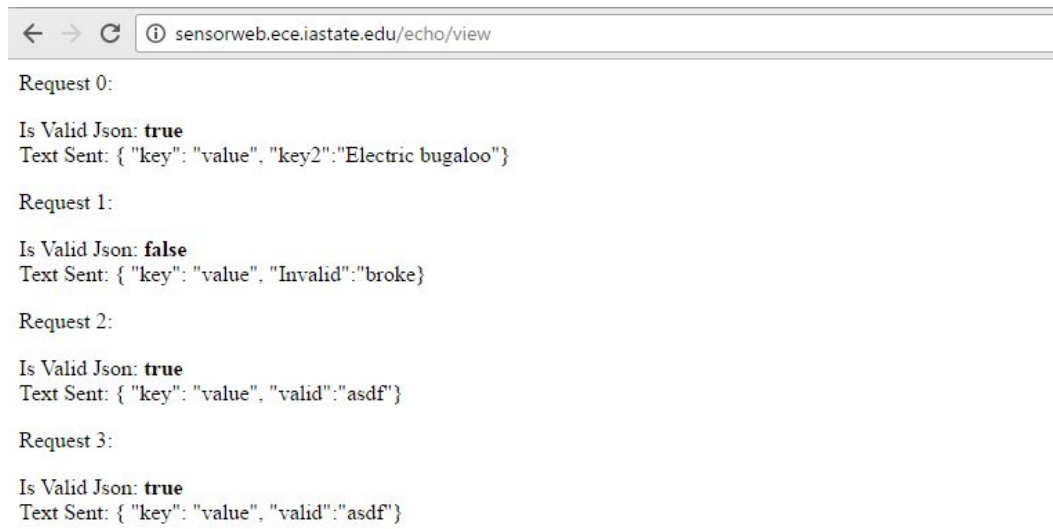 sensorweb.ece.iastate.edu/echo/view
Request 0:
Is Valid Json: true
Text Sent: { "key": "value", "key2":"Electric bugaloo"}
Request 1:
Is Valid Json: false
Text Sent: { "key": "value", "Invalid":"broke}
Request 2:
Is Valid Json: true
Text Sent: { "key": "value", "valid":"asdf"}
Request 3:
Is Valid Json: true
Text Sent: { "key": "value", "valid":"asdf"}